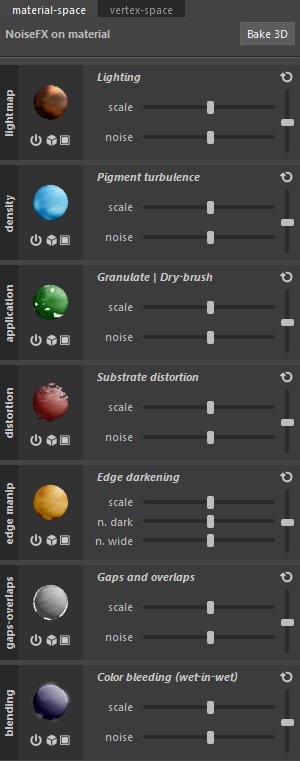 material-space vertex-space
NoiseFX on material Bake 3D
lightmap
Lighting
scale
noise
density
Pigment turbulence
scale
noise
application
Granulate | Dry-brush
scale
noise
distortion
Substrate distortion
scale
noise
edge manip
Edge darkening
scale
n. dark
n. wide
gaps-overlaps
Gaps and overlaps
scale
noise
blending
Color bleeding (wet-in-wet)
scale
noise